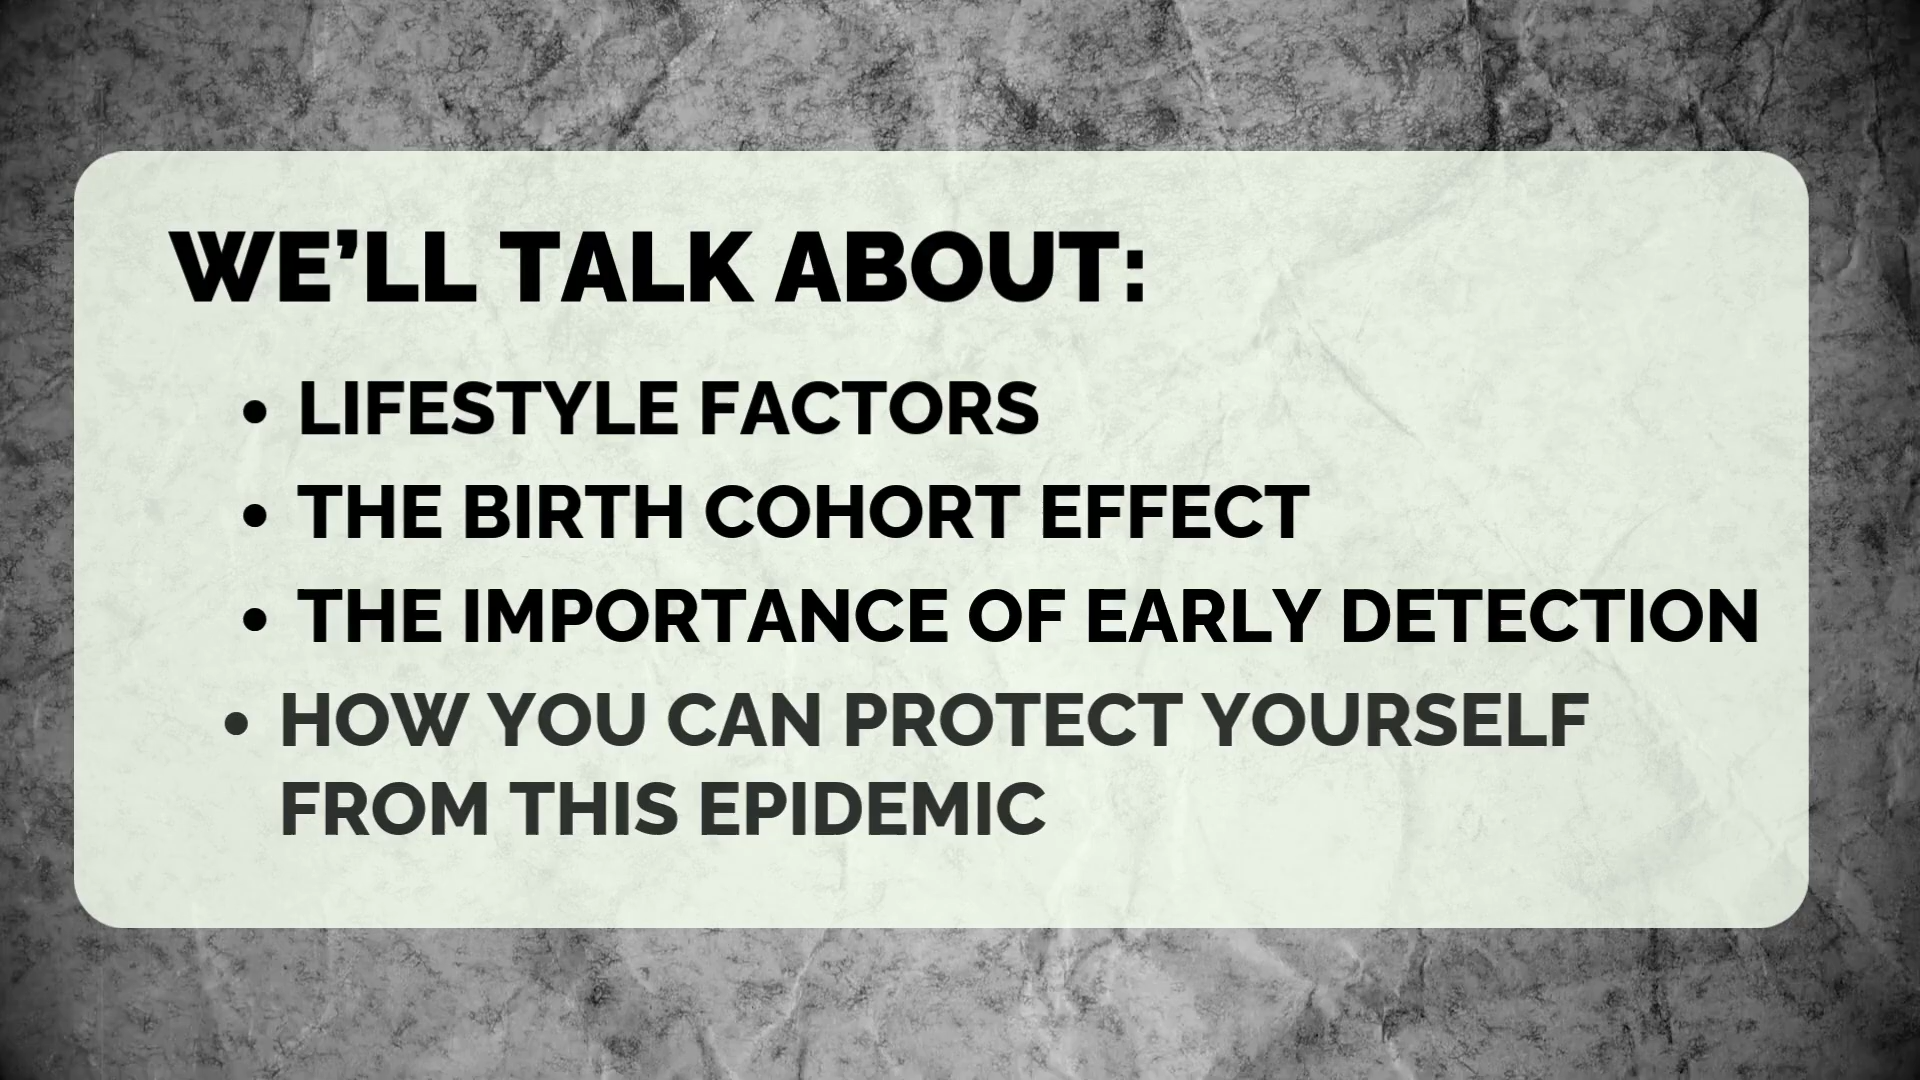 WE’LL TALK ABOUT:
• LIFESTYLE FACTORS
• THE BIRTH COHORT EFFECT
• THE IMPORTANCE OF EARLY DETECTION
• HOW YOU CAN PROTECT YOURSELF
FROM THIS EPIDEMIC